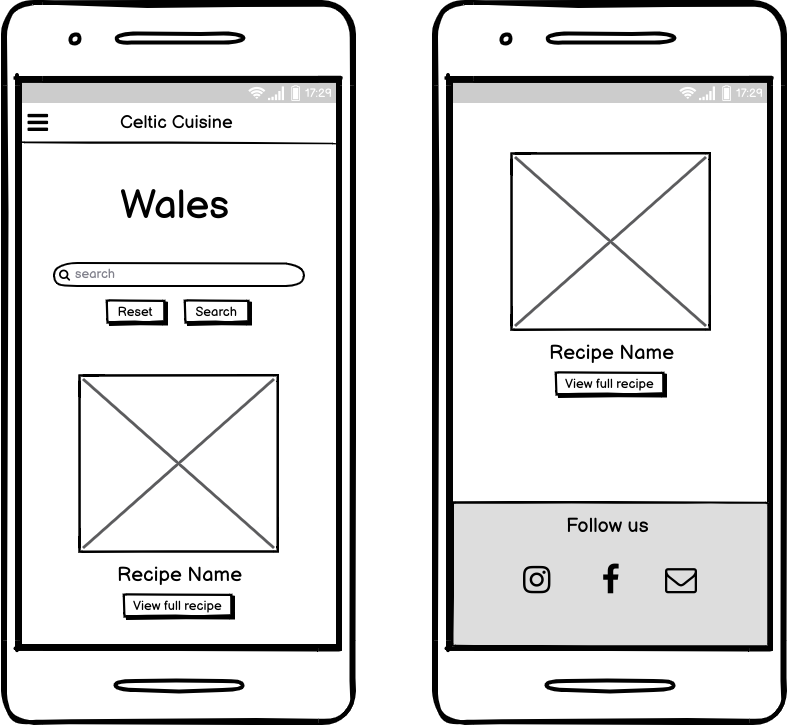 17:29
Celtic Cuisine
Wales
search
Reset Search
Recipe Name
View full recipe
17:29
Recipe Name
View full recipe
Follow us